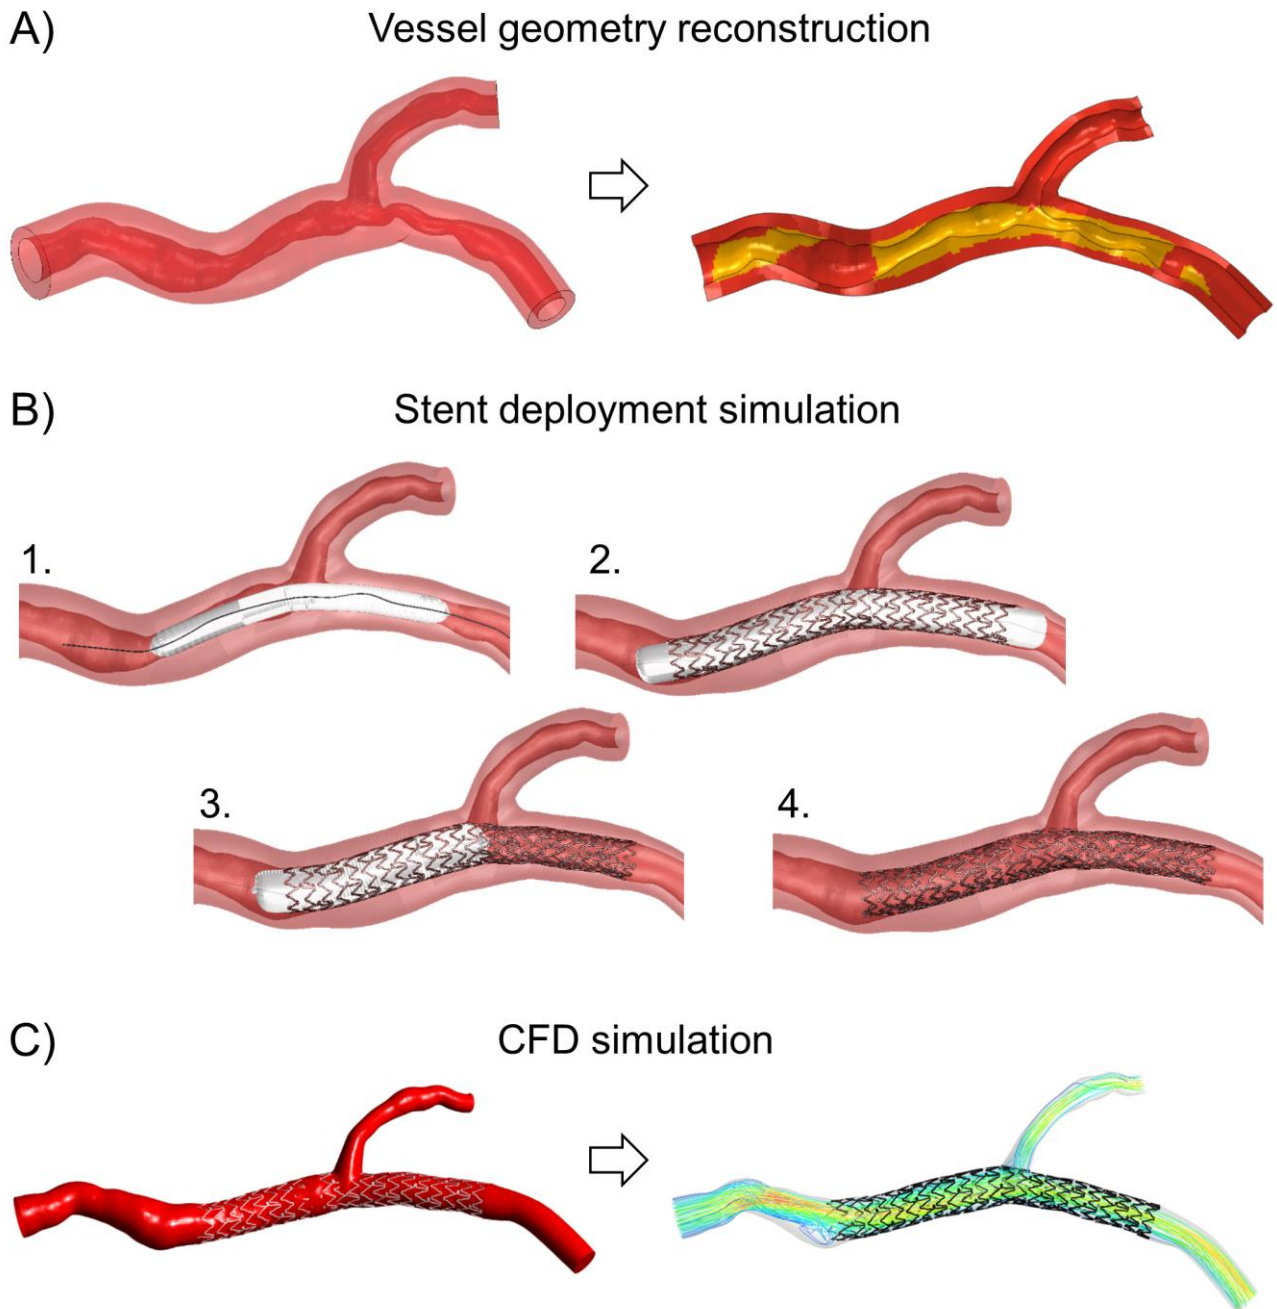 A)
Vessel geometry reconstruction
B)
Stent deployment simulation
1.
2.
3.
4.
C)
CFD simulation